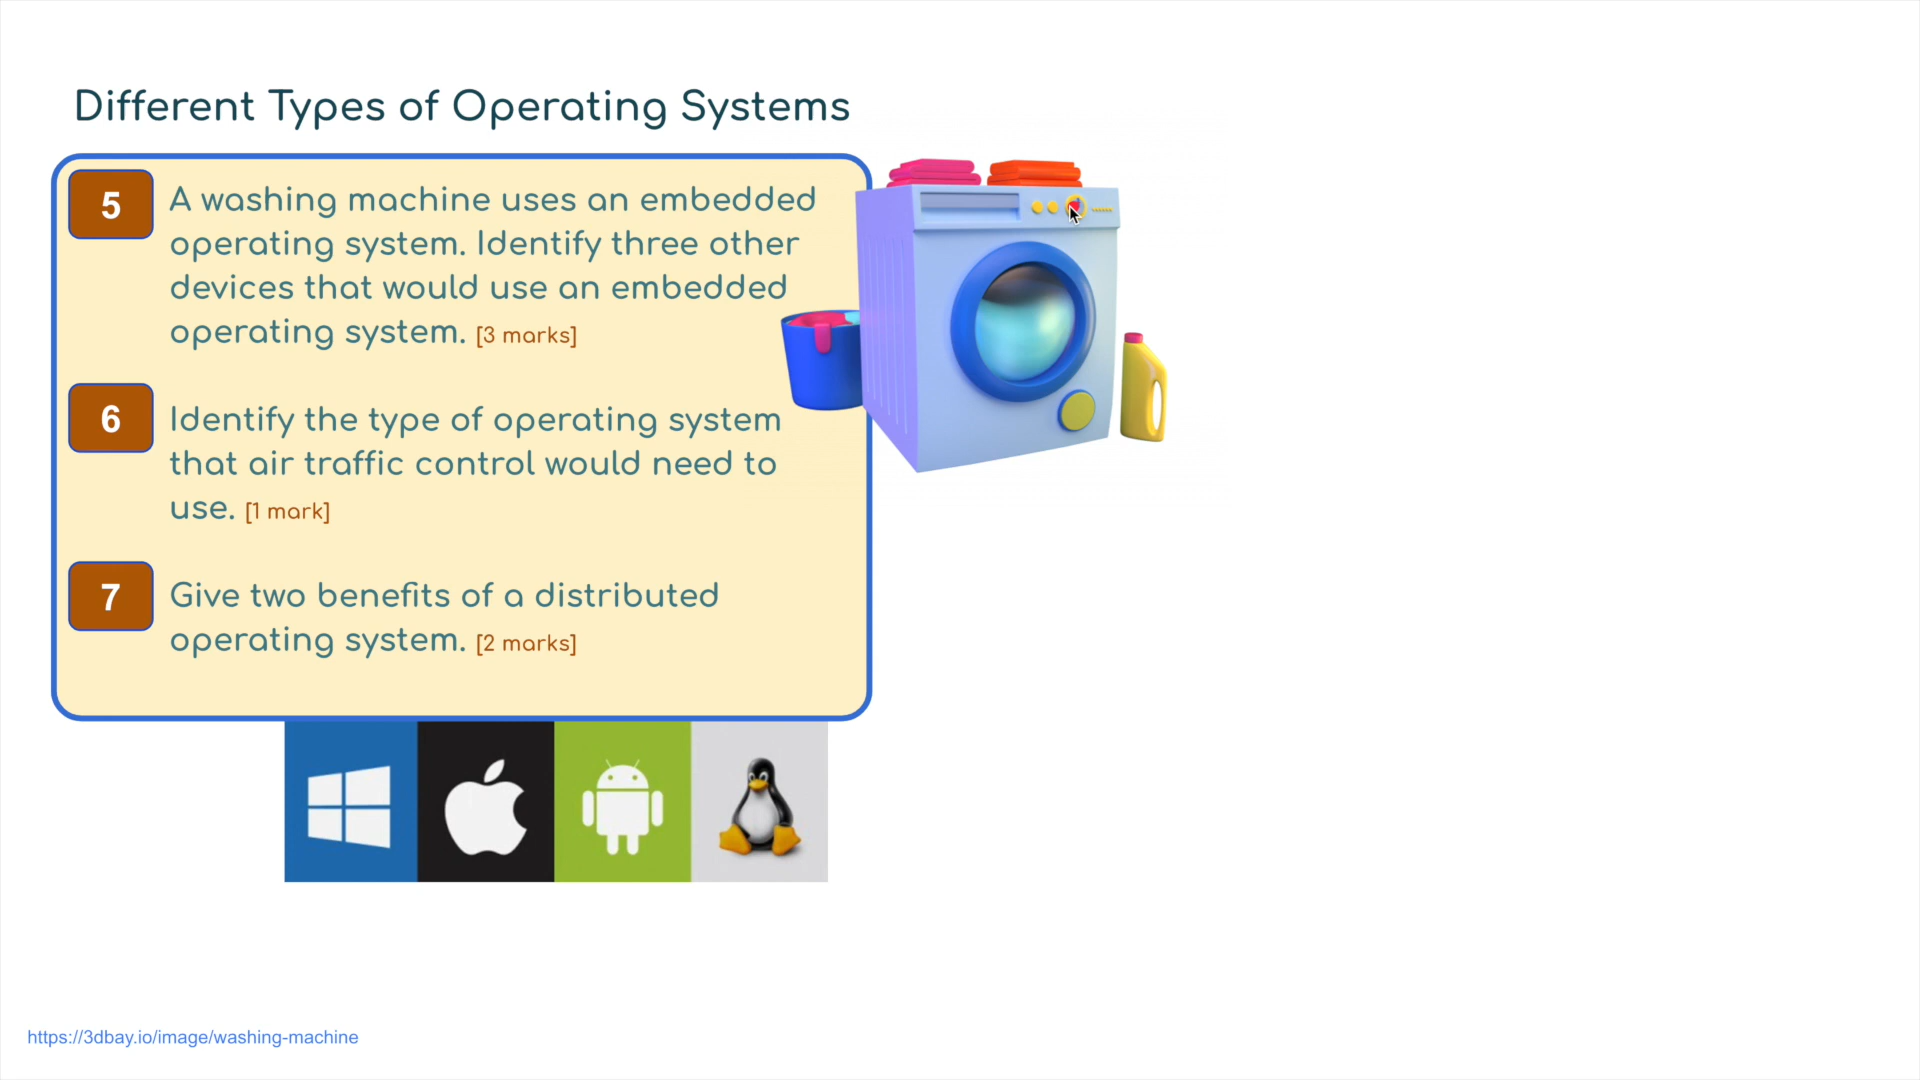 Different Types of Operating Systems
5
A washing machine uses an embedded
operating system. Identify three other
devices that would use an embedded
operating system. [3 marks]
6
Identify the type of operating system
that air traffic control would need to
use. [1 mark]
7
Give two benefits of a distributed
operating system. [2 marks]
https://3dbay.io/image/washing-machine